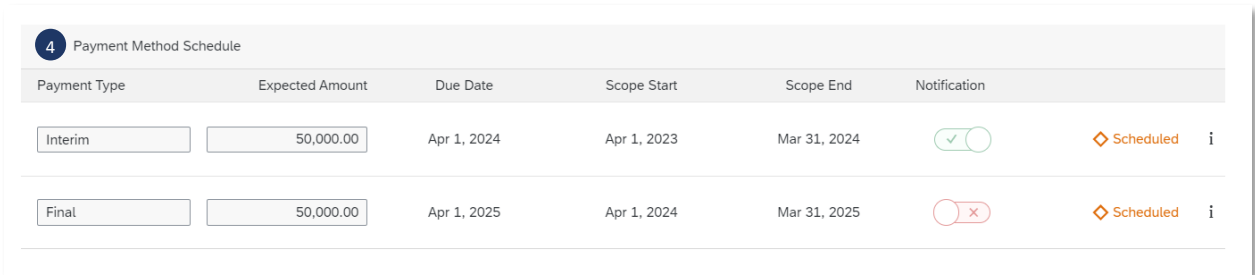 4 Payment Method Schedule
Payment Type Expected Amount Due Date Scope Start Scope End Notification
Interim 50,000.00 Apr 1, 2024 Apr 1, 2023 Mar 31, 2024 Scheduled i
Final 50,000.00 Apr 1, 2025 Apr 1, 2024 Mar 31, 2025 Scheduled i